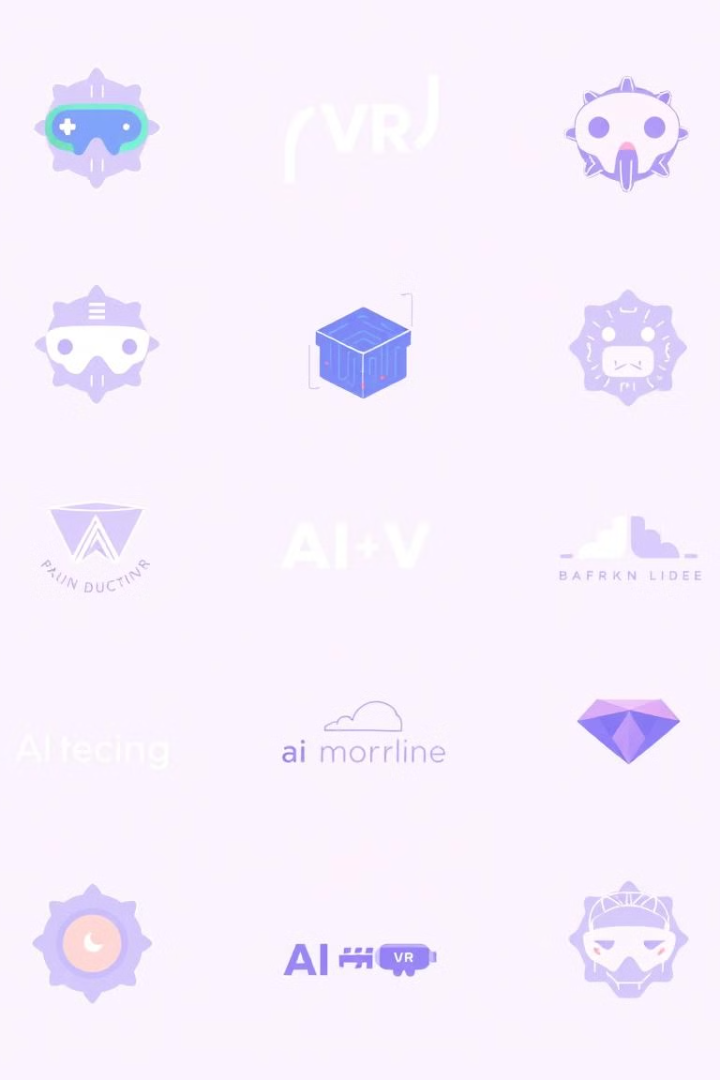 VR
PAUN DUCTINR
AI+V
BAFRKN LIDEE
AI tecing
ai morrline
AI VR